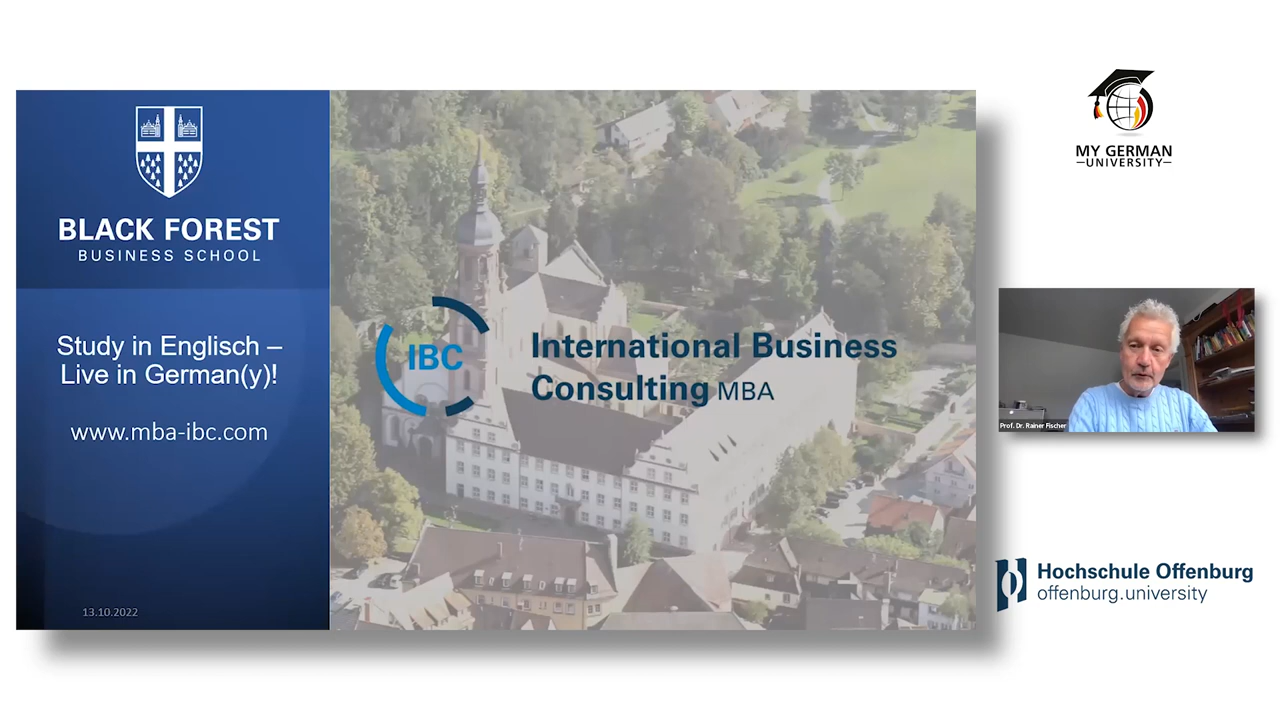 BLACK FOREST
BUSINESS SCHOOL
Study in Englisch –
Live in German(y)!
www.mba-ibc.com
13.10.2022
IBC
International Business
Consulting MBA
MY GERMAN
UNIVERSITY
Prof. Dr. Rainer Fischer
Hochschule Offenburg
offenburg.university